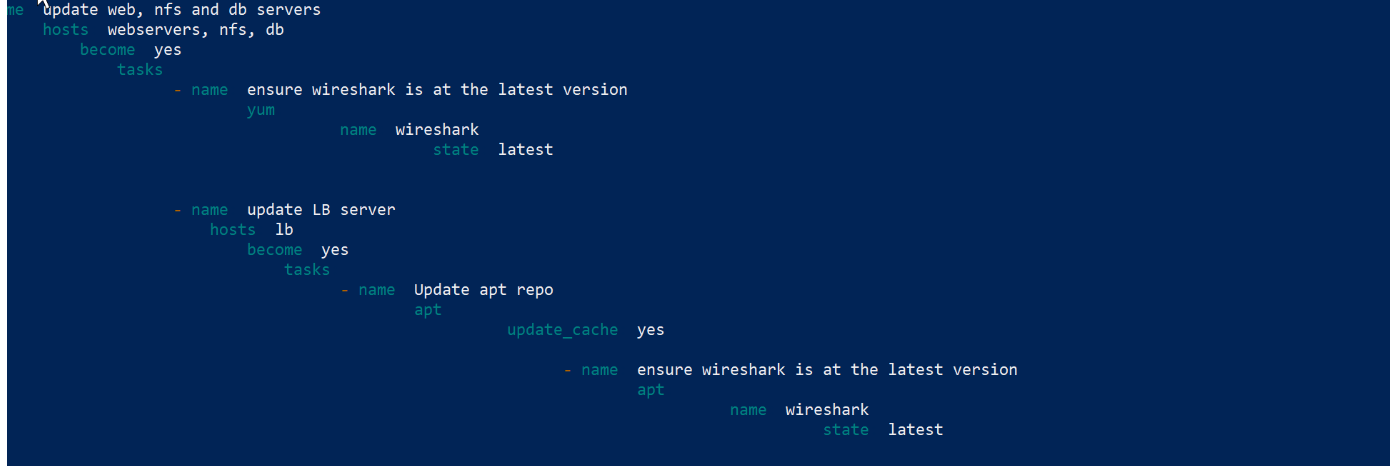 me update web, nfs and db servers
hosts webservers, nfs, db
become yes
tasks
- name ensure wireshark is at the latest version
yum
name wireshark
state latest
- name update LB server
hosts lb
become yes
tasks
- name Update apt repo
apt
update_cache yes
- name ensure wireshark is at the latest version
apt
name wireshark
state latest